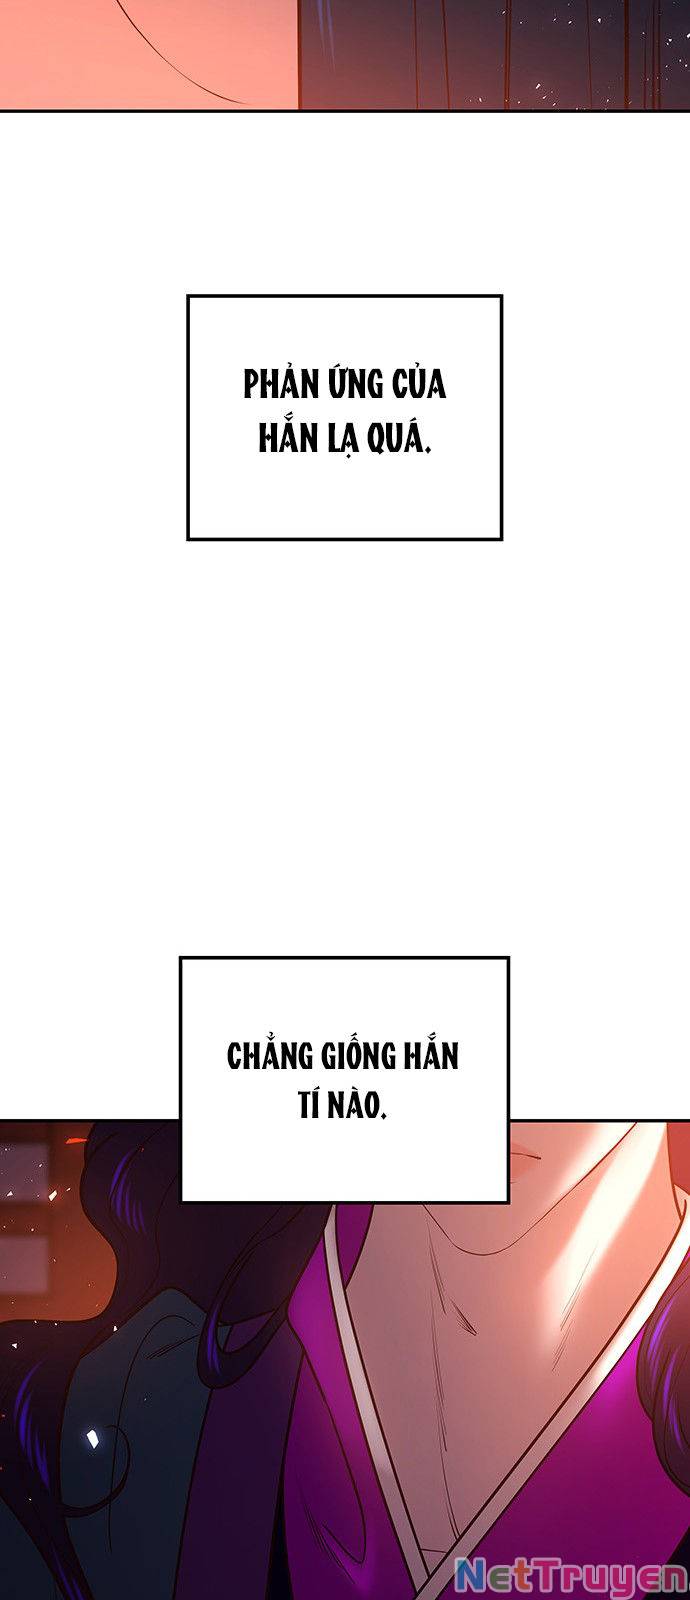 PHẢN ỨNG CỦA
HẮN LẠ QUÁ.
CHẲNG GIỐNG HẮN
TÍ NÀO.
NetTruyen